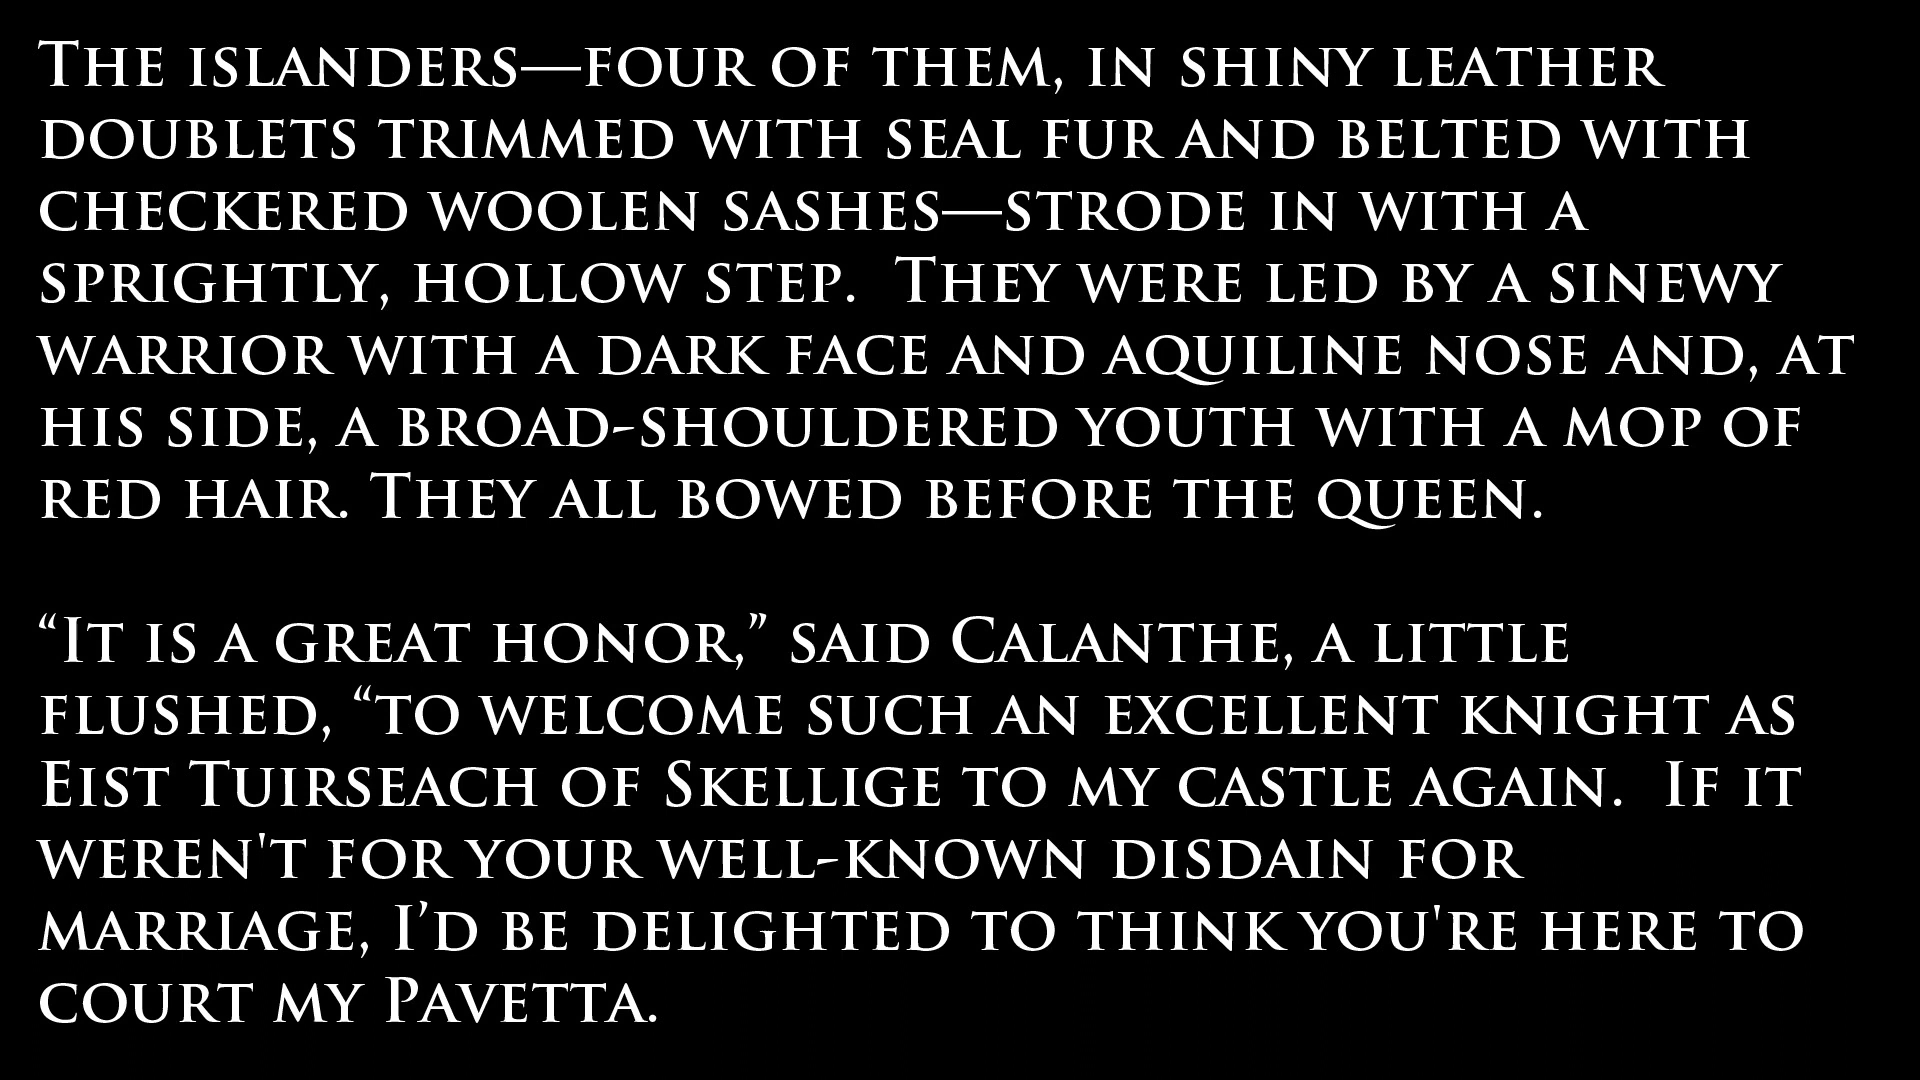 The islanders—four of them, in shiny leather
doublets trimmed with seal fur and belted with
checkered woolen sashes—strode in with a
sprightly, hollow step.  They were led by a sinewy
warrior with a dark face and aquiline nose and, at
his side, a broad-shouldered youth with a mop of
red hair. They all bowed before the queen.

“It is a great honor,” said Calanthe, a little
flushed, “to welcome such an excellent knight as
Eist Tuirseach of Skellige to my castle again.  If it
weren't for your well-known disdain for
marriage, I’d be delighted to think you're here to
court my Pavetta.